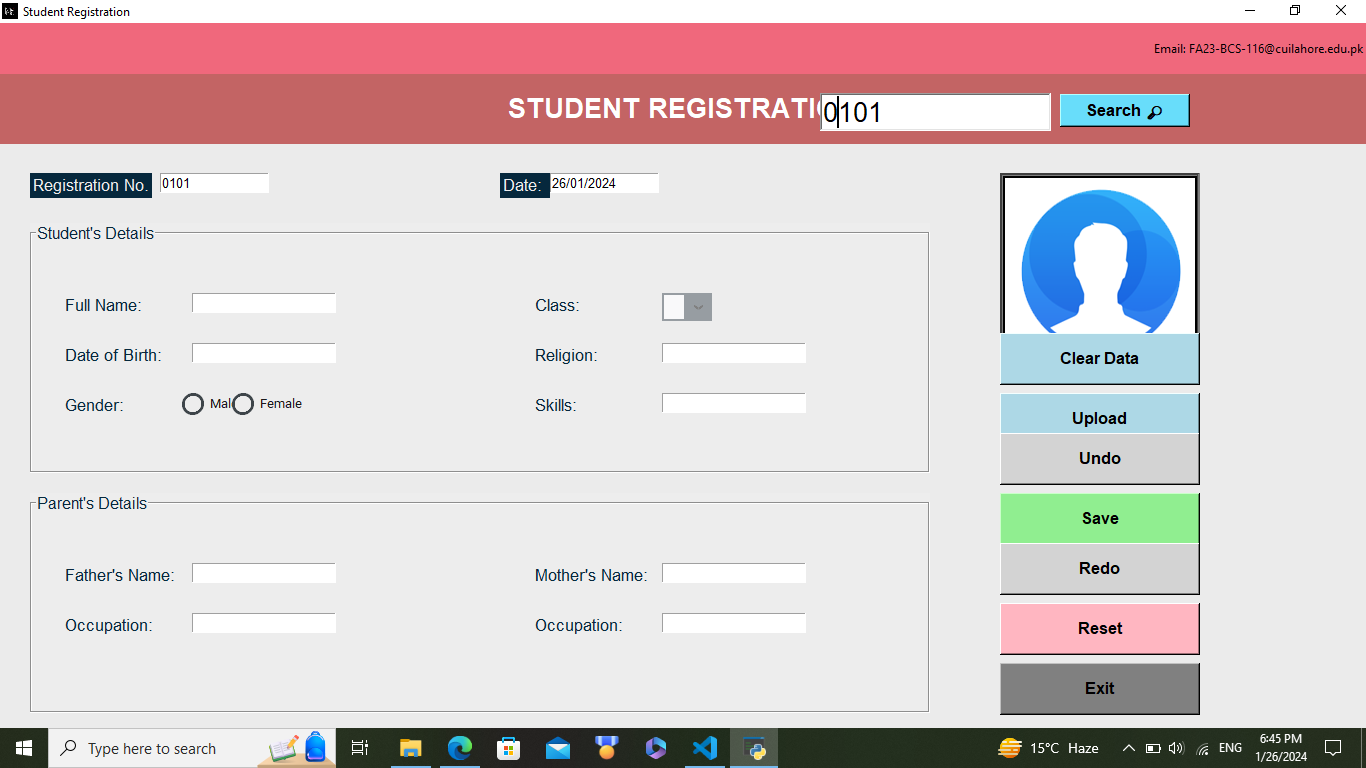 Student Registration
Email: FA23-BCS-116@cuilahore.edu.pk
STUDENT REGISTRATI
0101
Search
Registration No.
0101
Date:
26/01/2024
Student's Details
Full Name:
Class:
Date of Birth:
Religion:
Gender:
Mal
Female
Skills:
Clear Data
Upload
Undo
Save
Redo
Reset
Exit
Parent's Details
Father's Name:
Mother's Name:
Occupation:
Occupation:
Type here to search
15°C Haze
ENG
6:45 PM
1/26/2024